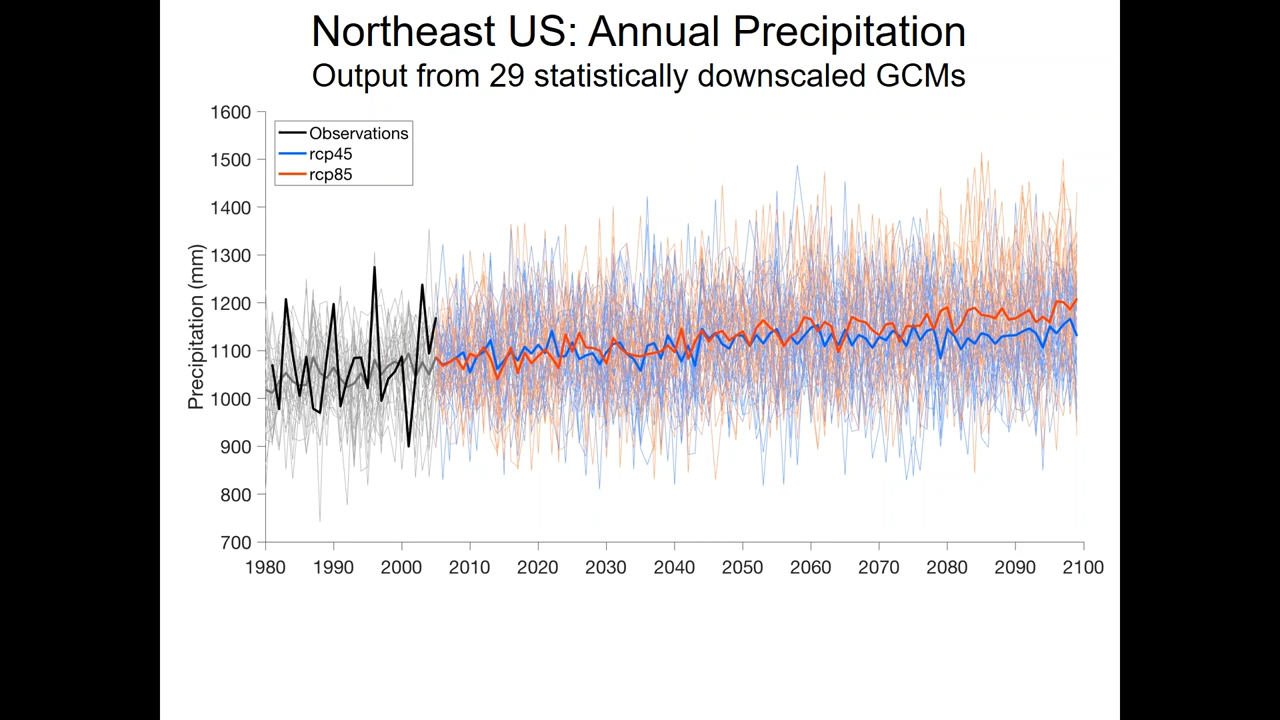 Northeast US: Annual Precipitation
Output from 29 statistically downscaled GCMs
Observations
rcp45
rcp85
Precipitation (mm)
1600
1500
1400
1300
1200
1100
1000
900
800
700
1980 1990 2000 2010 2020 2030 2040 2050 2060 2070 2080 2090 2100